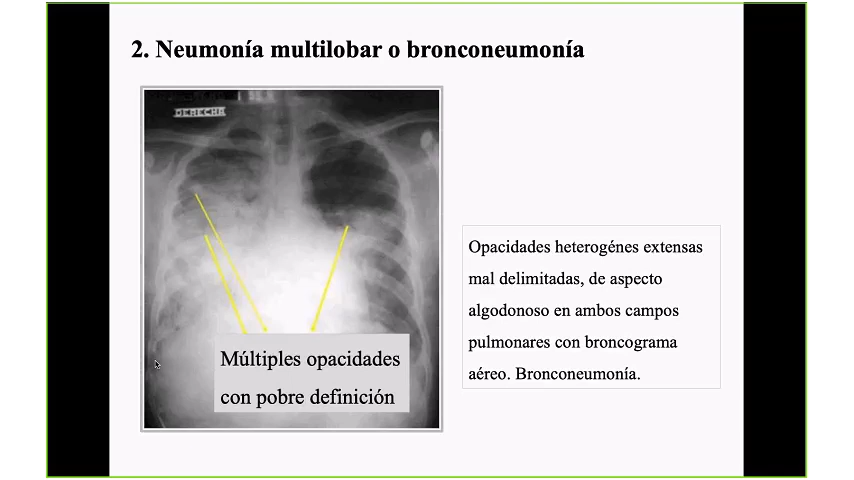 2. Neumonía multilobar o bronconeumonía
DERECHA
Opacidades heterogénes extensas
mal delimitadas, de aspecto
algodonoso en ambos campos
pulmonares con broncograma
aéreo. Bronconeumonía.
Múltiples opacidades
con pobre definición